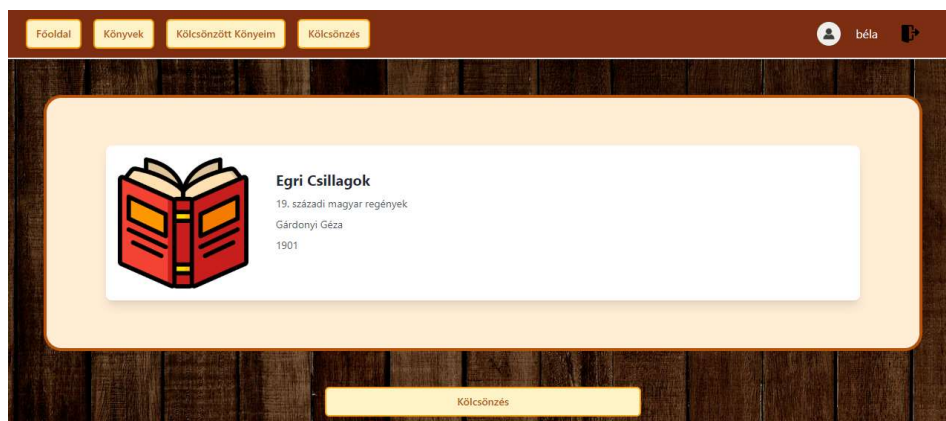 Főoldal
Könyvek
Kölcsönzött Könyeim
Kölcsönzés
béla
Egri Csillagok
19. századi magyar regények
Gárdonyi Géza
1901
Kölcsönzés